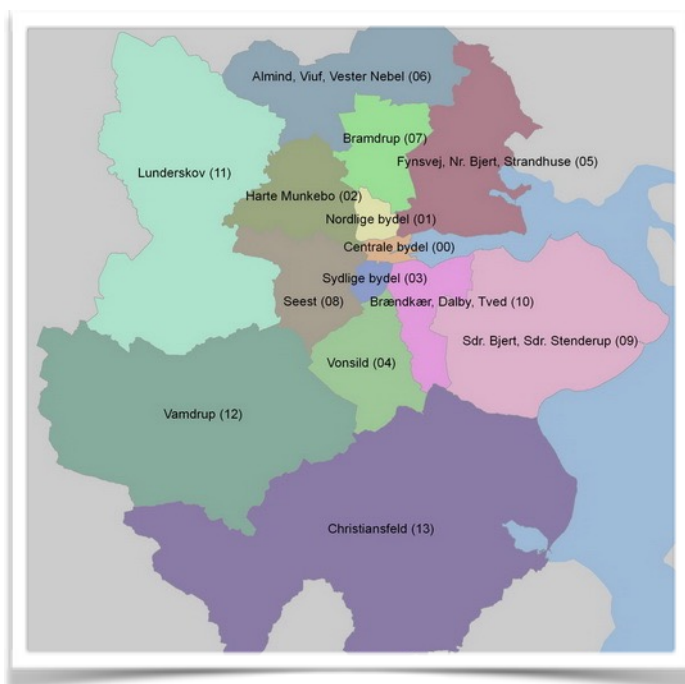 Almind, Viuf, Vester Nebel (06)
Bramdrup (07)
Fynsvej, Nr. Bjert, Strandhuse (05)
Lunderskov (11)
Harte Munkebo (02)
Nordlige bydel (01)
Centrale bydel (00)
Sydlige bydel (03)
Seest (08)
Brændkær, Dalby, Tved (10)
Sdr. Bjert, Sdr. Stenderup (09)
Vonsild (04)
Vamdrup (12)
Christiansfeld (13)